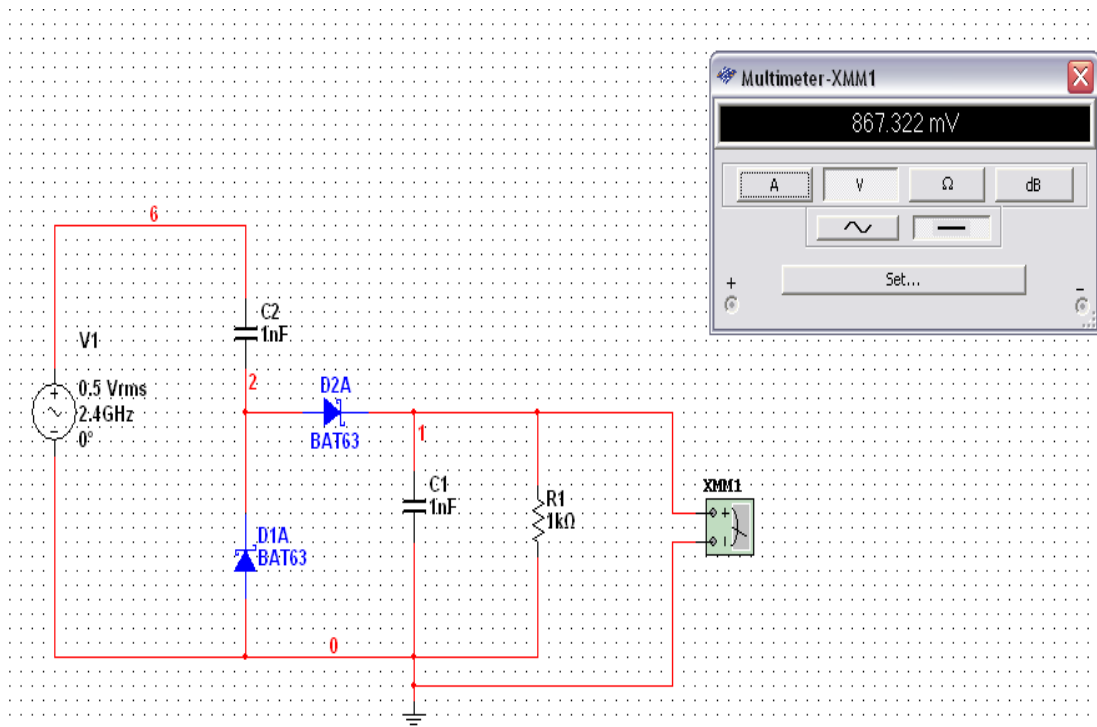 Multimeter-XMM1
867.322 mV
A
V
Ω
dB
Set...
+
-
6
C2
1nF
V1
+
0.5 Vrms
2.4GHz
0°
2
D2A
BAT63
1
C1
1nF
R1
1kΩ
XMM1
+
D1A
BAT63
0